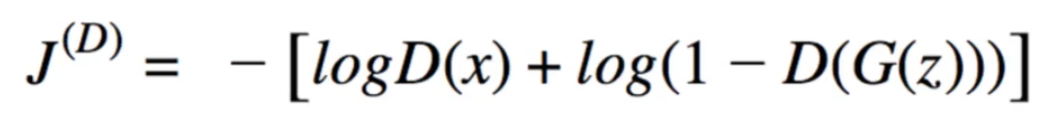 J^{(D)} = - [logD(x) + log(1 - D(G(z)))]